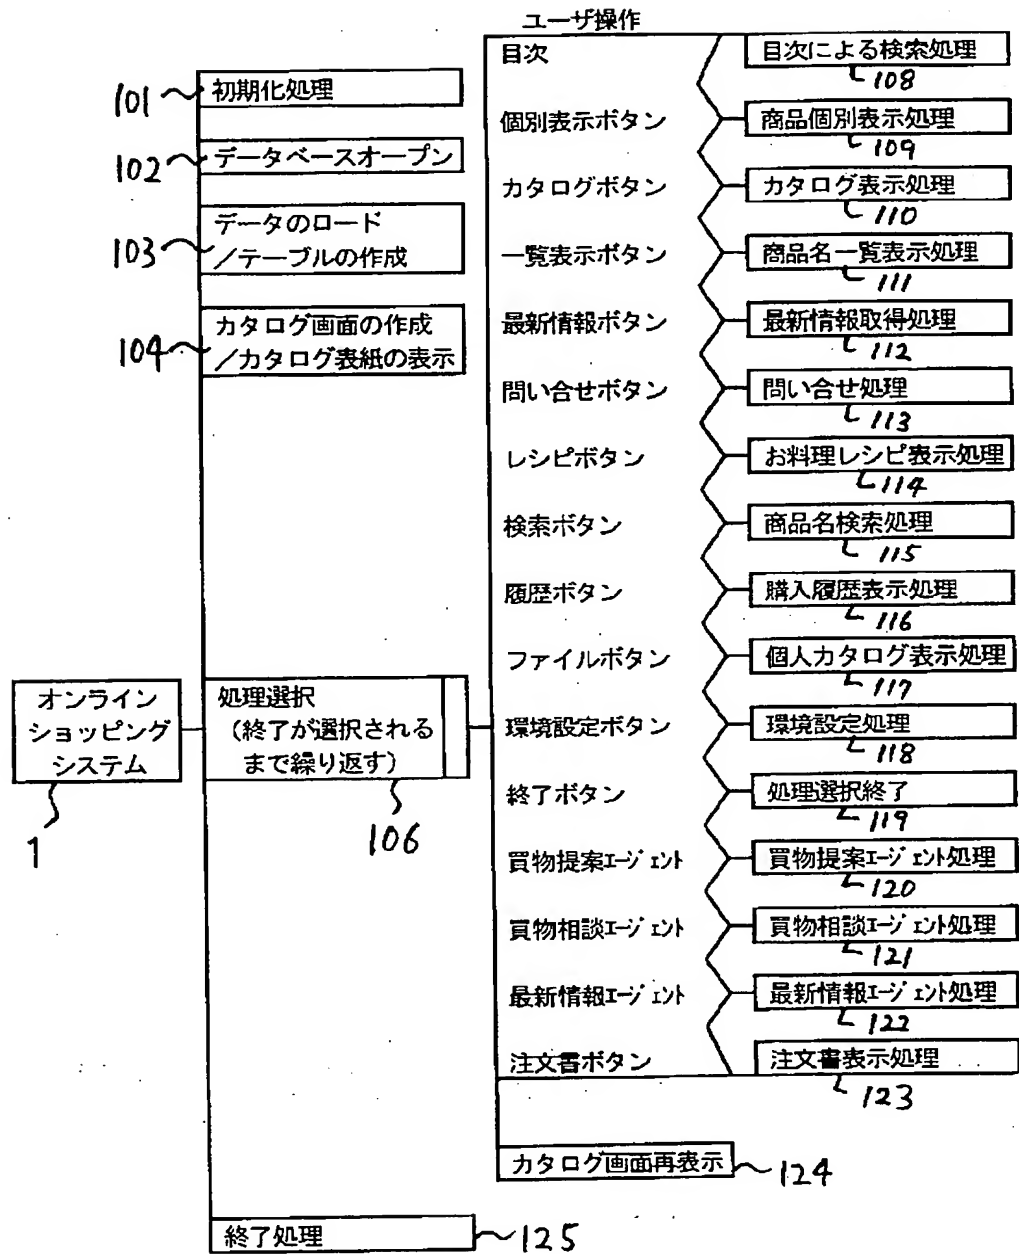 ユーザ操作
オンライン
ショッピング
システム
1
初期化処理
101
データベースオープン
102
データのロード
/テーブルの作成
103
カタログ画面の作成
/カタログ表紙の表示
104
処理選択
(終了が選択される
まで繰り返す)
106
目次
目次による検索処理
108
個別表示ボタン
商品個別表示処理
109
カタログボタン
カタログ表示処理
110
一覧表示ボタン
商品名一覧表示処理
111
最新情報ボタン
最新情報取得処理
112
問い合せボタン
問い合せ処理
113
レシピボタン
お料理レシピ表示処理
114
検索ボタン
商品名検索処理
115
履歴ボタン
購入履歴表示処理
116
ファイルボタン
個人カタログ表示処理
117
環境設定ボタン
環境設定処理
118
終了ボタン
処理選択終了
119
買物提案エージェント
買物提案エージェント処理
120
買物相談エージェント
買物相談エージェント処理
121
最新情報エージェント
最新情報エージェント処理
122
注文書ボタン
注文書表示処理
123
カタログ画面再表示
124
終了処理
125